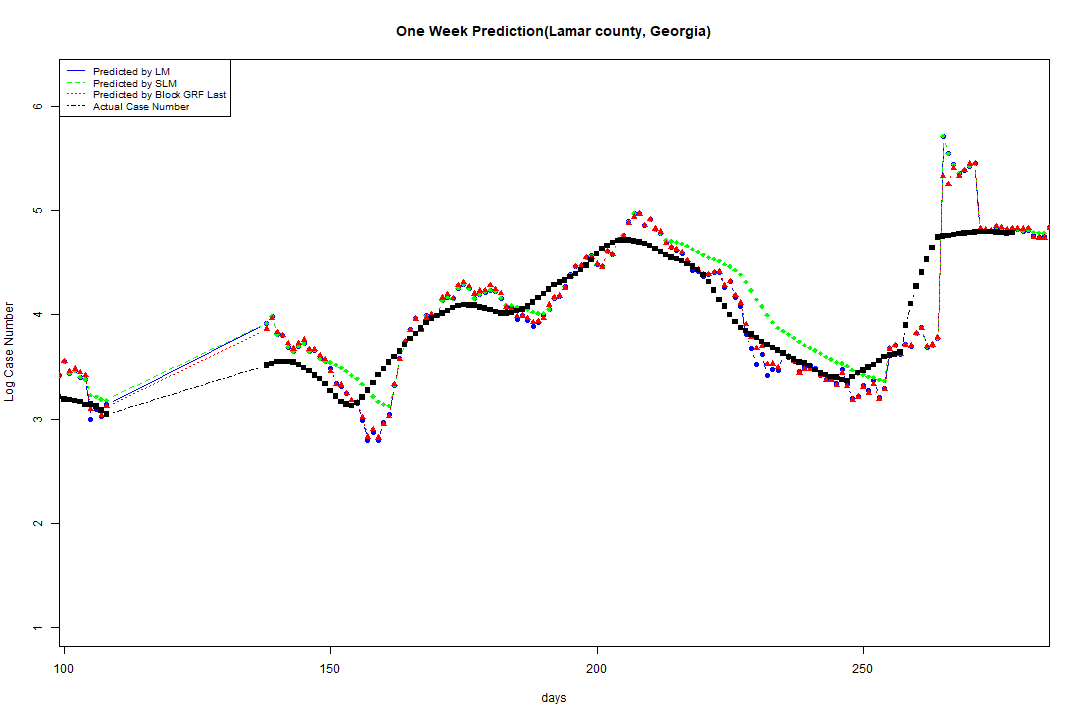 One Week Prediction(Lamar county, Georgia)
Predicted by LM
Predicted by SLM
Predicted by Block GRF Last
Actual Case Number
6
5
4
3
2
1
Log Case Number
100 150 200 250
days